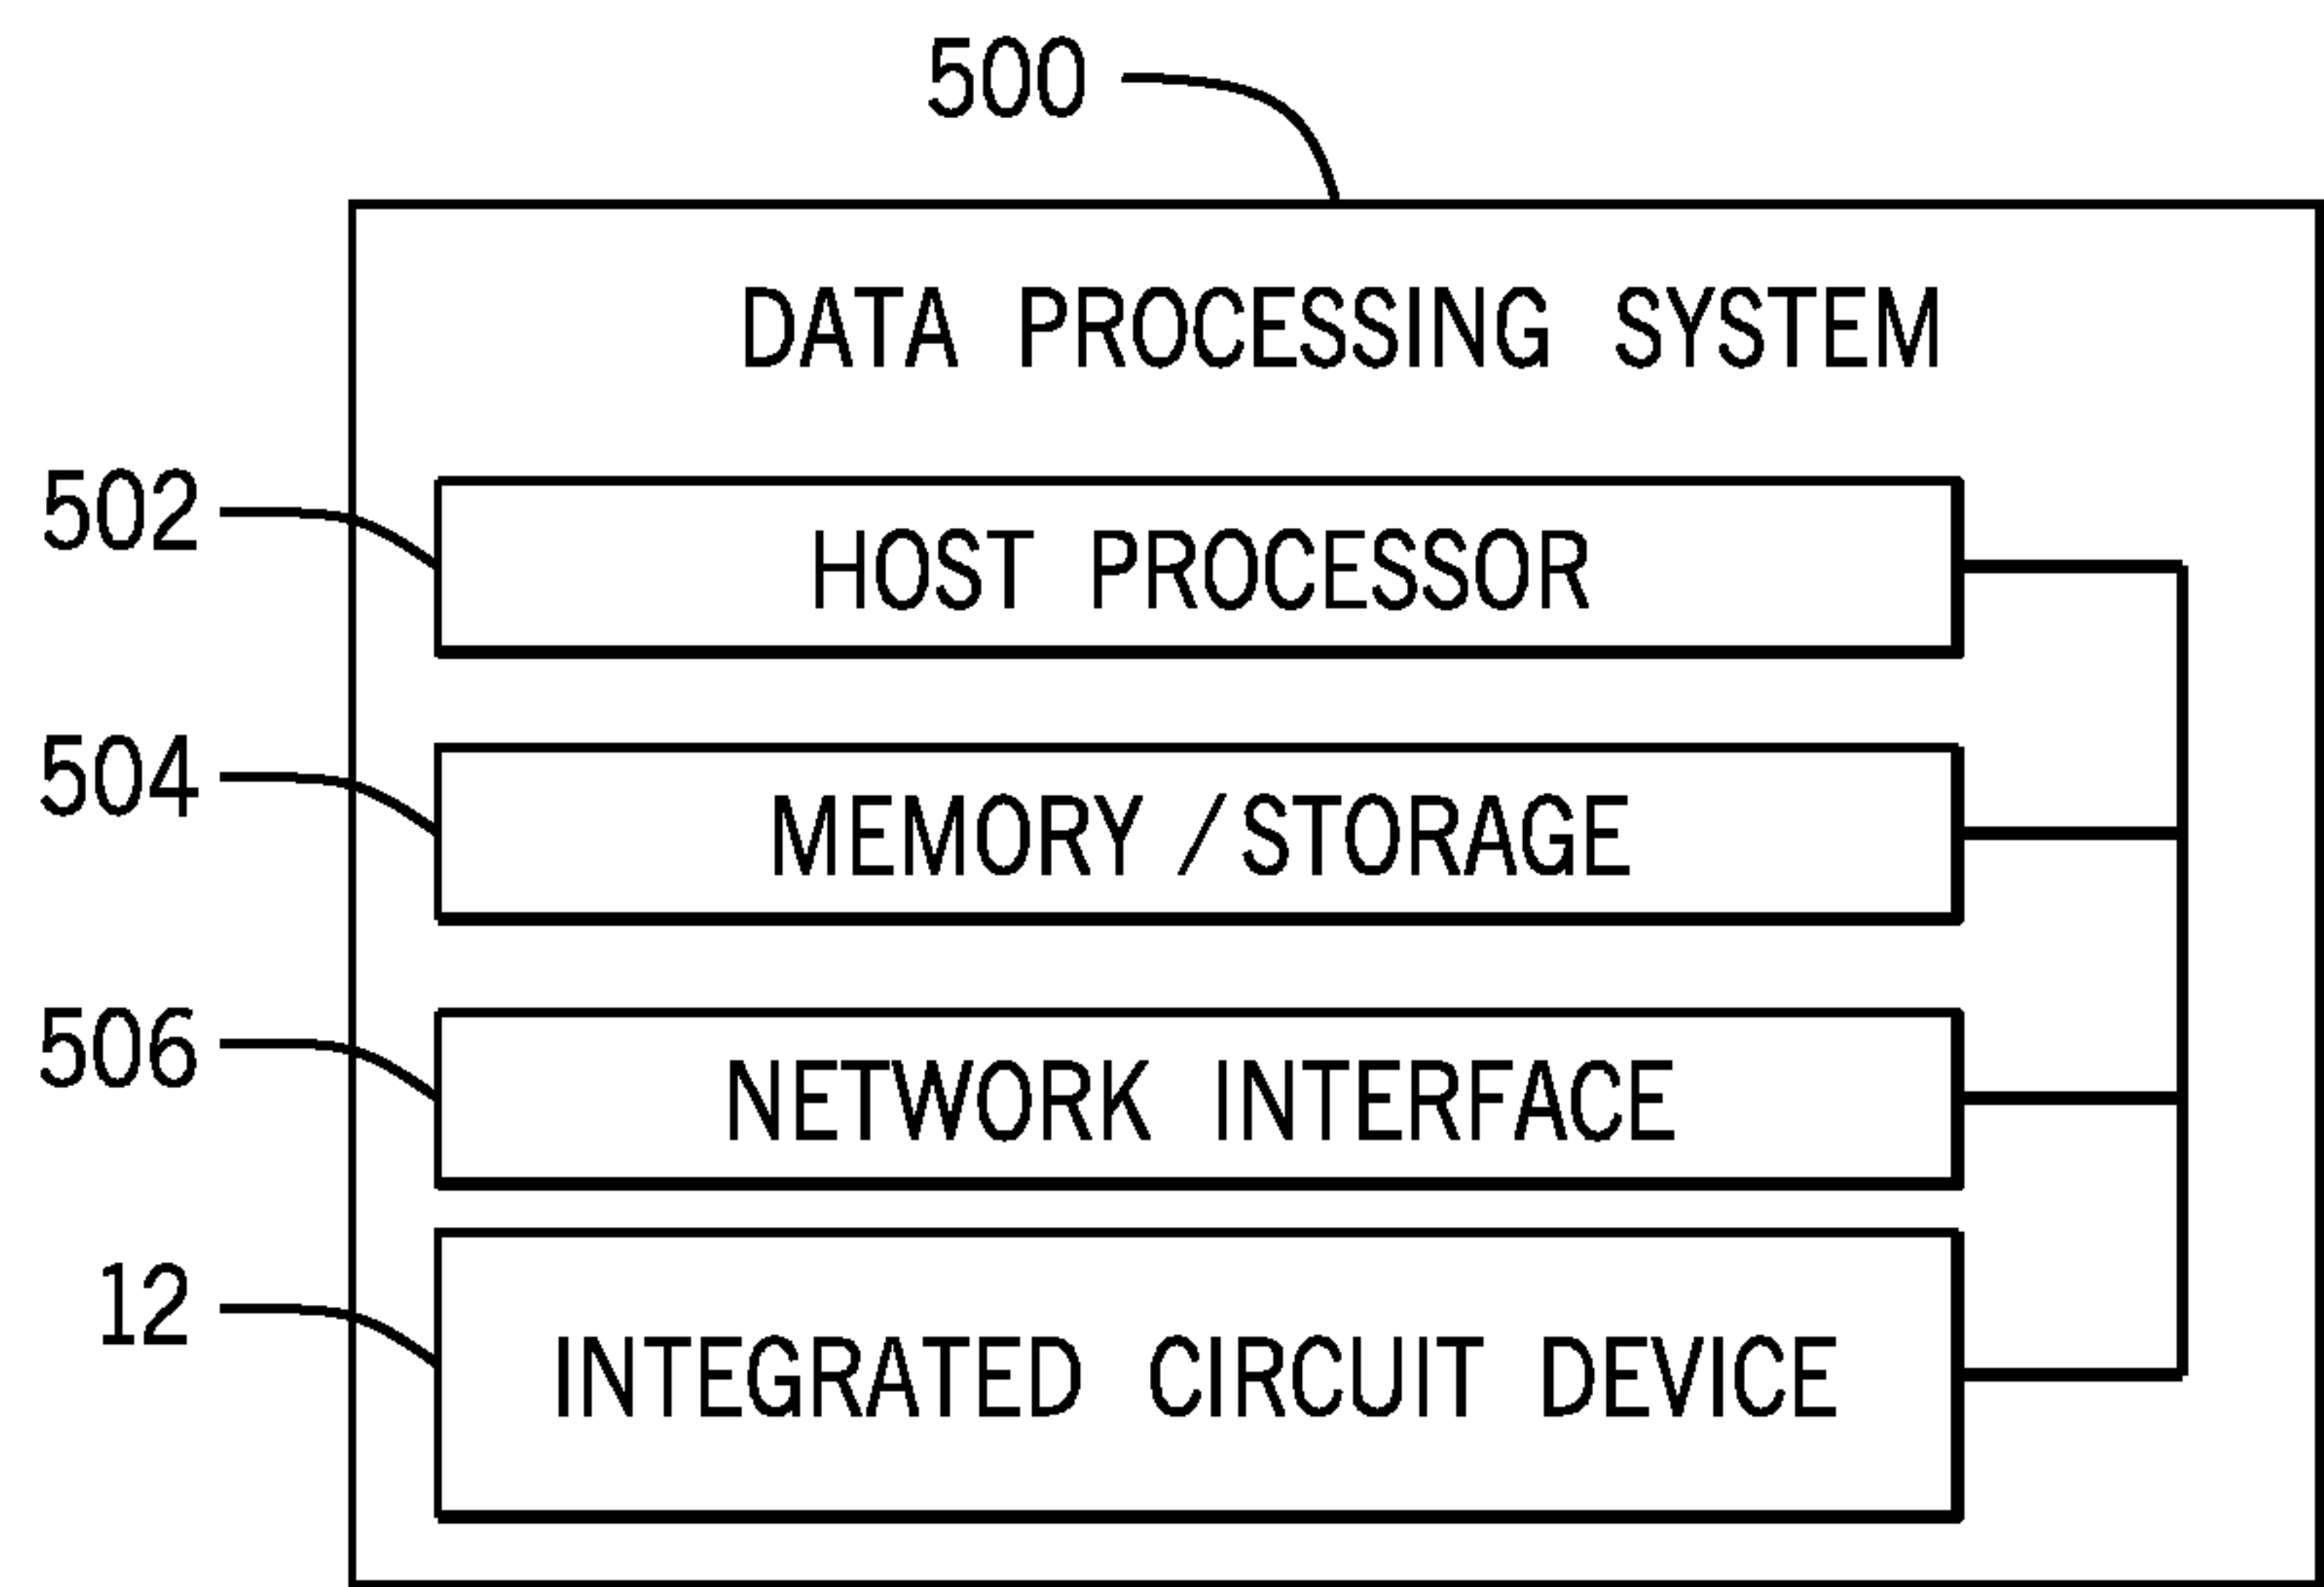 500
DATA PROCESSING SYSTEM
502
HOST PROCESSOR
504
MEMORY/STORAGE
506
NETWORK INTERFACE
12
INTEGRATED CIRCUIT DEVICE